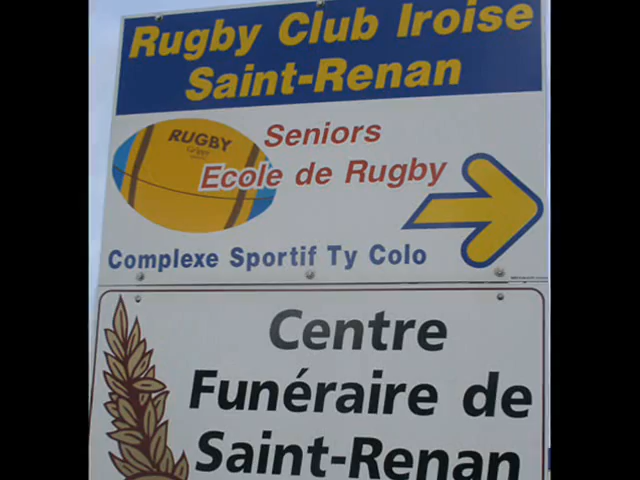 Rugby Club Iroise
Saint-Renan
RUGBY
Seniors
Ecole de Rugby
Complexe Sportif Ty Colo
Centre
Funéraire de
Saint-Renan